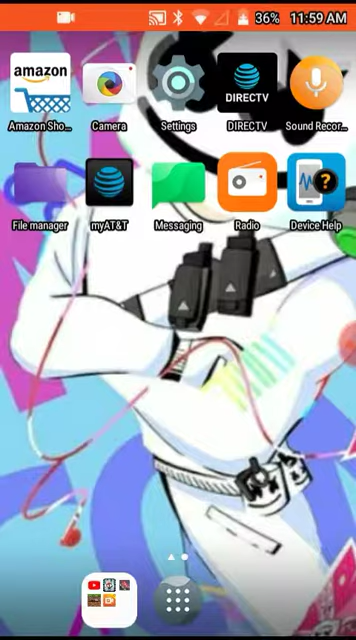 36% 11:59 AM
amazon
DIRECTV
Amazon Sho...
Camera
Settings
DIRECTV
Sound Recor...
?
File manager
myAT&T
Messaging
Radio
Device Help